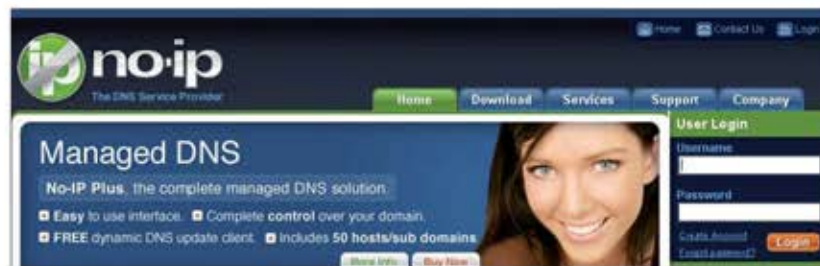 Home Contact Us Login
ip no·ip
The DNS Service Provider
Home Download Services Support Company
User Login
Managed DNS
Username
No-IP Plus, the complete managed DNS solution.
Password
Easy to use interface. Complete control over your domain.
FREE dynamic DNS update client. Includes 50 hosts/sub domains
Create Account Login
Forgot password?
More Info Buy Now